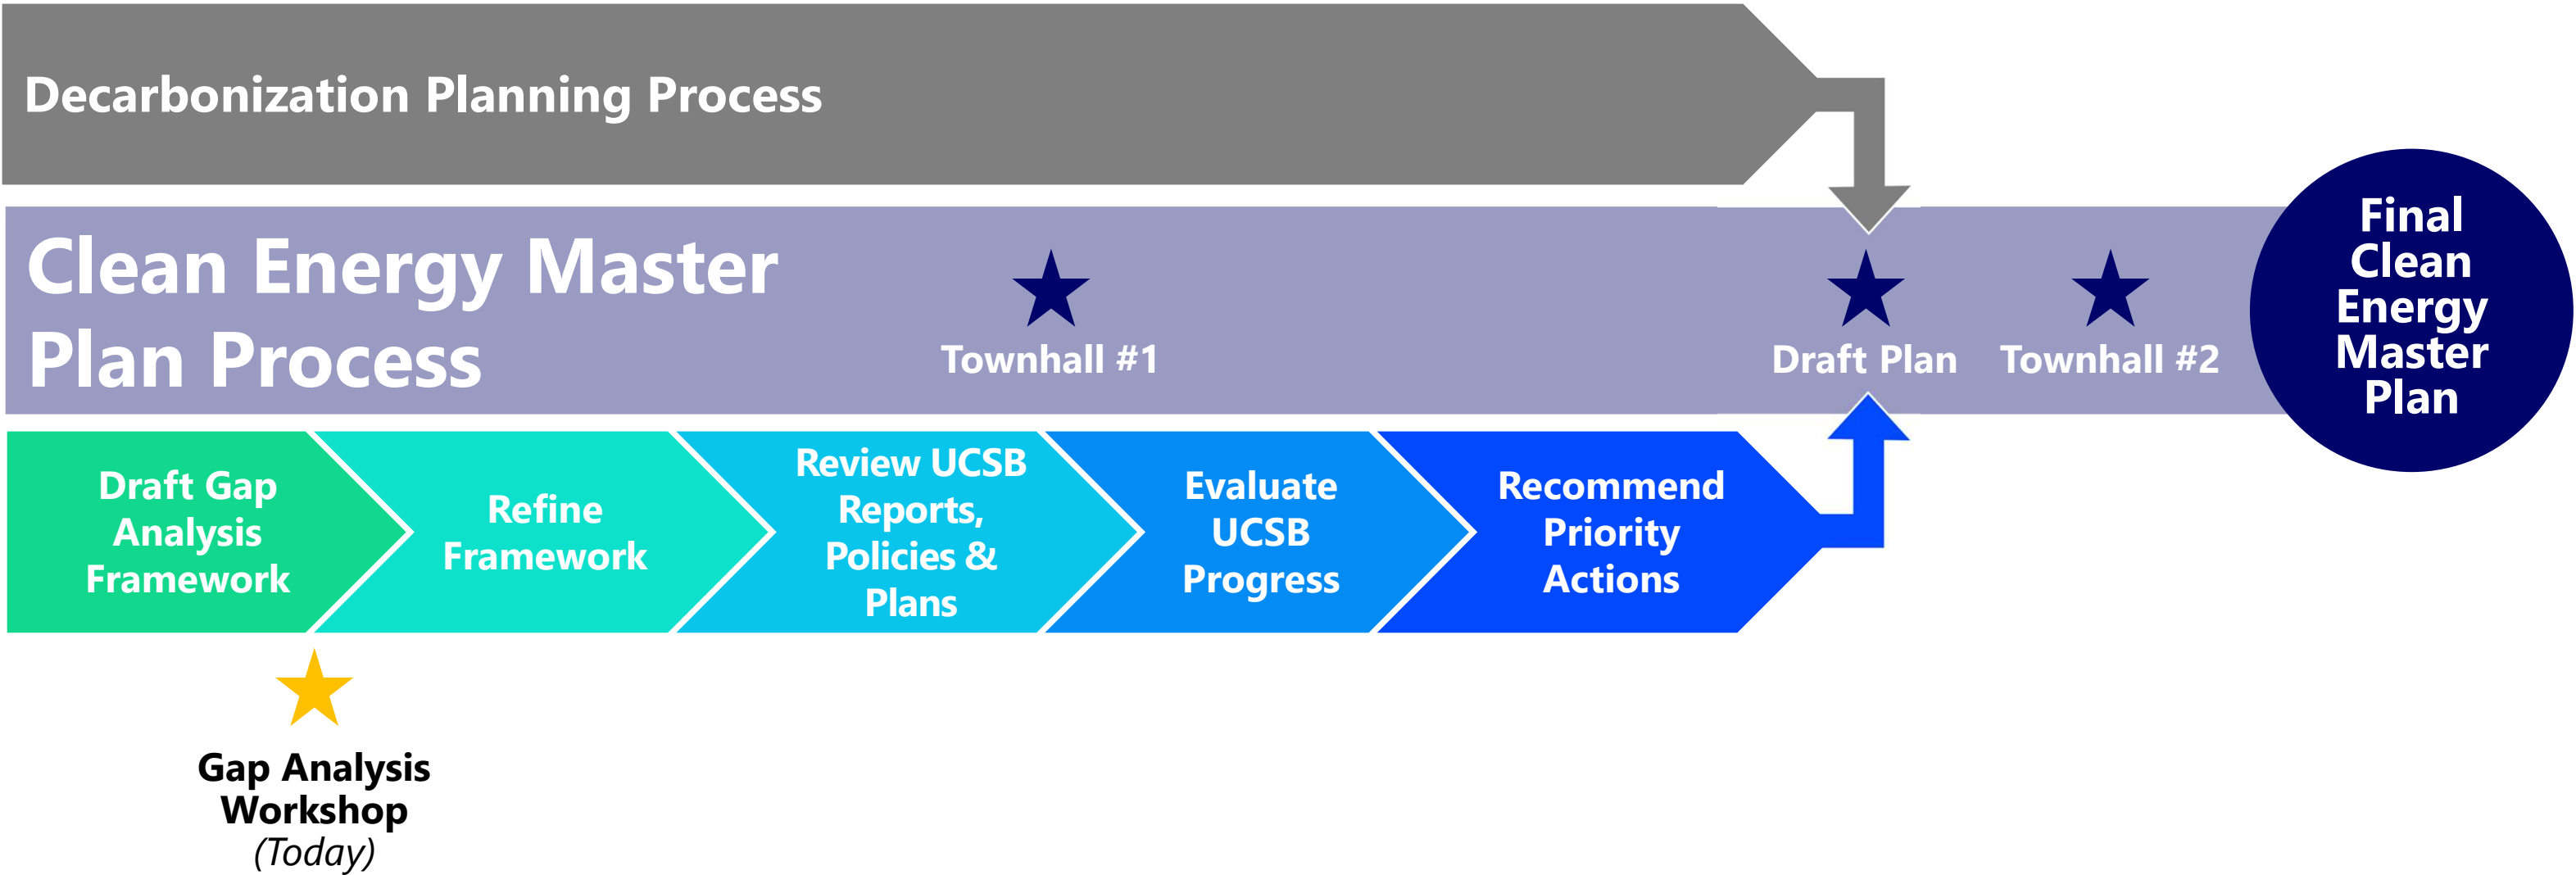 Decarbonization Planning Process
Clean Energy Master
Plan Process
Townhall #1
Draft Plan
Townhall #2
Final
Clean
Energy
Master
Plan
Draft Gap
Analysis
Framework
Refine
Framework
Review UCSB
Reports,
Policies &
Plans
Evaluate
UCSB
Progress
Recommend
Priority
Actions
Gap Analysis
Workshop
(Today)